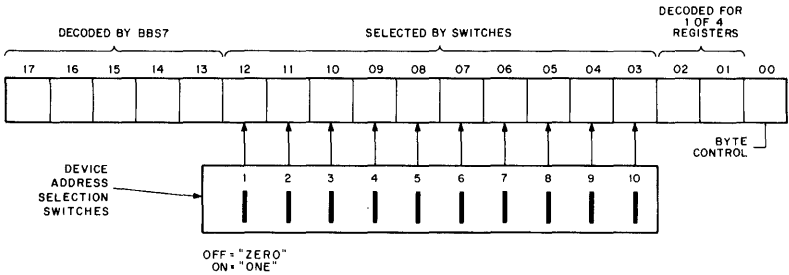 DECODED BY BBS7
SELECTED BY SWITCHES
DECODED FOR
1 OF 4
REGISTERS
17 16 15 14 13 12 11 10 09 08 07 06 05 04 03 02 01 00
BYTE
CONTROL
DEVICE
ADDRESS
SELECTION
SWITCHES
1 2 3 4 5 6 7 8 9 10
OFF = "ZERO"
ON = "ONE"